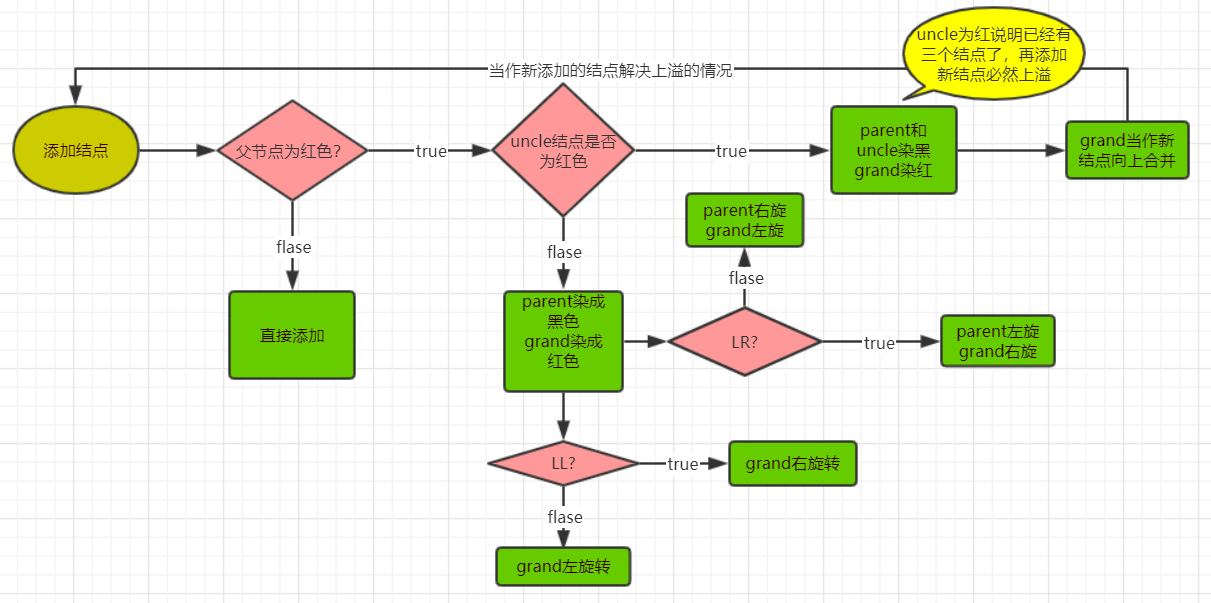 uncle为红说明已经有
三个结点了，再添加
新结点必然上溢
当作新添加的结点解决上溢的情况
添加结点
父节点为红色？
true
uncle结点是否
为红色
true
parent和
uncle染黑
grand染红
grand当作新
结点向上合并
flase
直接添加
flase
parent染成
黑色
grand染成
红色
parent右旋
grand左旋
flase
LR？
true
parent左旋
grand右旋
LL？
true
grand右旋转
flase
grand左旋转